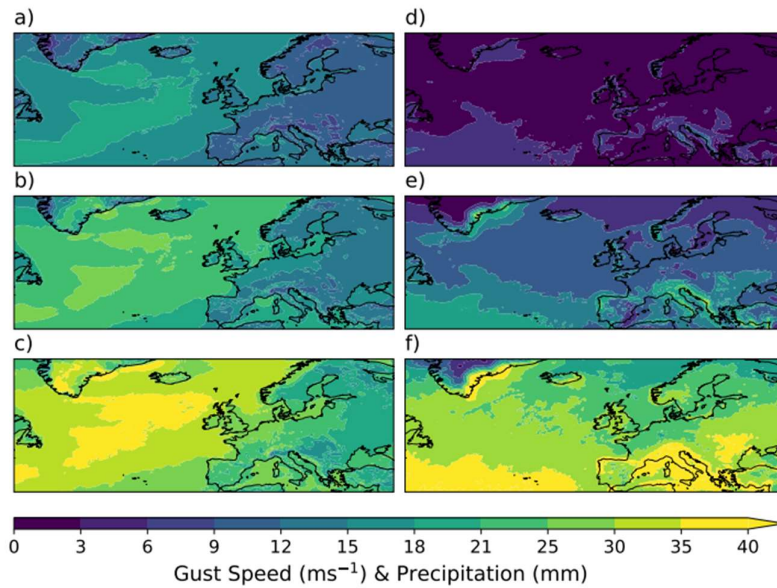 a)
d)
b)
e)
c)
f)
0 3 6 9 12 15 18 21 25 30 35 40
Gust Speed (ms⁻¹) & Precipitation (mm)